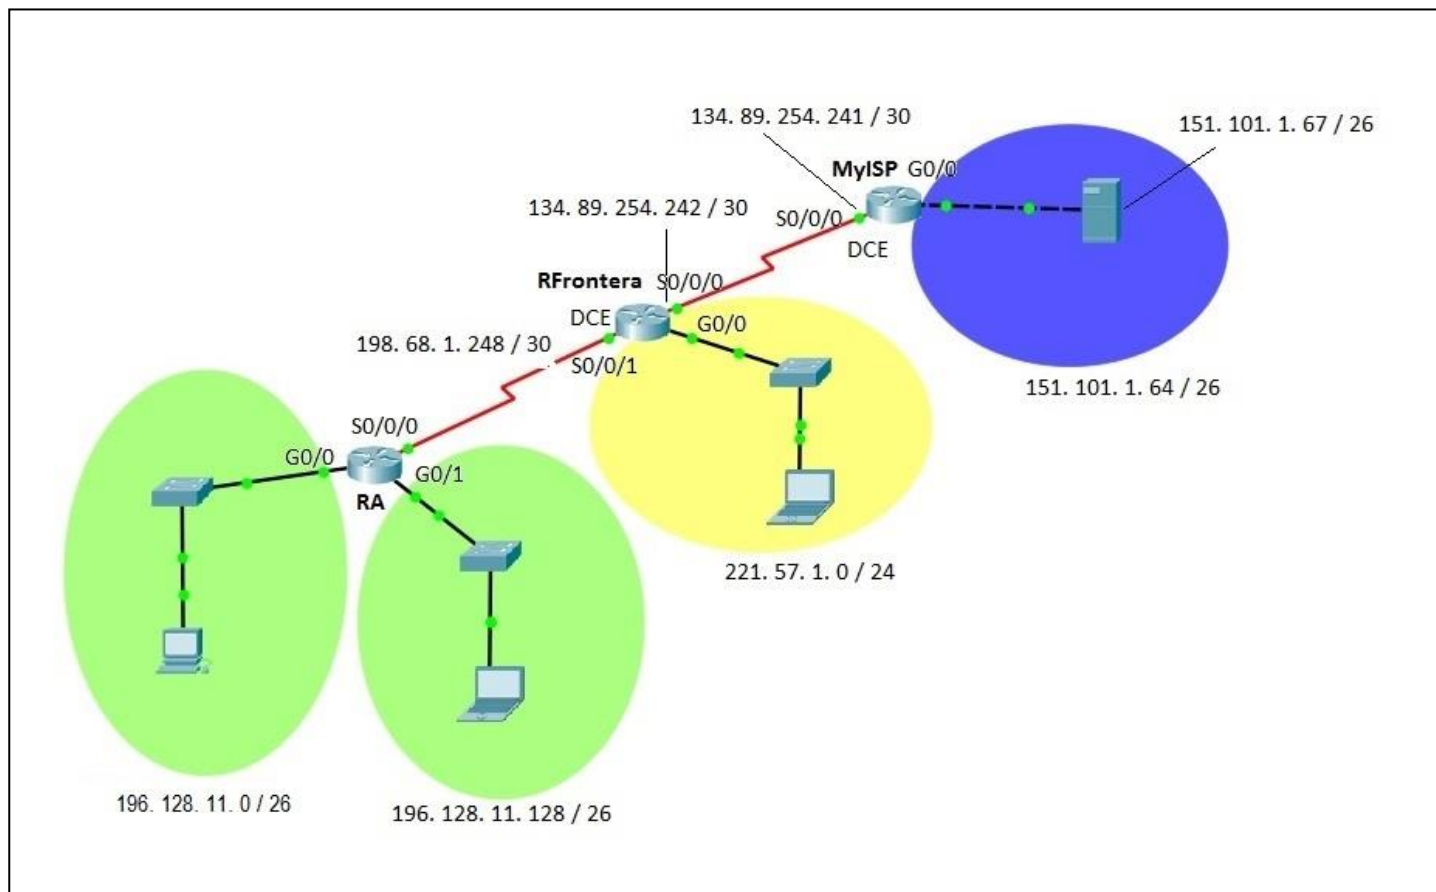 134. 89. 254. 241 / 30
151. 101. 1. 67 / 26
MyISP G0/0
134. 89. 254. 242 / 30
S0/0/0
DCE
RFrontera S0/0/0
DCE
G0/0
198. 68. 1. 248 / 30
S0/0/1
151. 101. 1. 64 / 26
S0/0/0
G0/0
G0/1
RA
221. 57. 1. 0 / 24
196. 128. 11. 0 / 26
196. 128. 11. 128 / 26